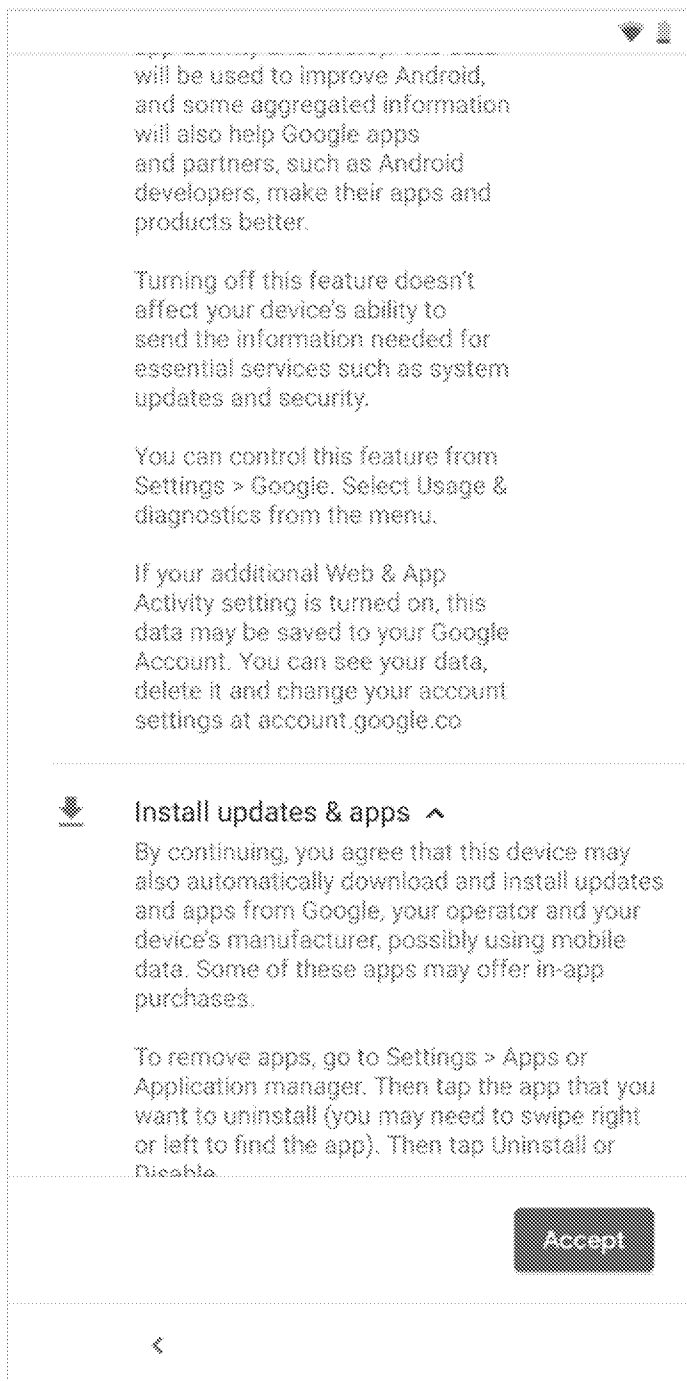 will be used to improve Android,
and some aggregated information
will also help Google apps
and partners, such as Android
developers, make their apps and
products better.
Turning off this feature doesn't
affect your device's ability to
send the information needed for
essential services such as system
updates and security.
You can control this feature from
Settings > Google. Select Usage &
diagnostics from the menu.
If your additional Web & App
Activity setting is turned on, this
data may be saved to your Google
Account. You can see your data,
delete it and change your account
settings at account.google.co
Install updates & apps
By continuing, you agree that this device may
also automatically download and install updates
and apps from Google, your operator and your
device's manufacturer, possibly using mobile
data. Some of these apps may offer in-app
purchases.
To remove apps, go to Settings > Apps or
Application manager. Then tap the app that you
want to uninstall (you may need to swipe right
or left to find the app). Then tap Uninstall or
Disable
Accept